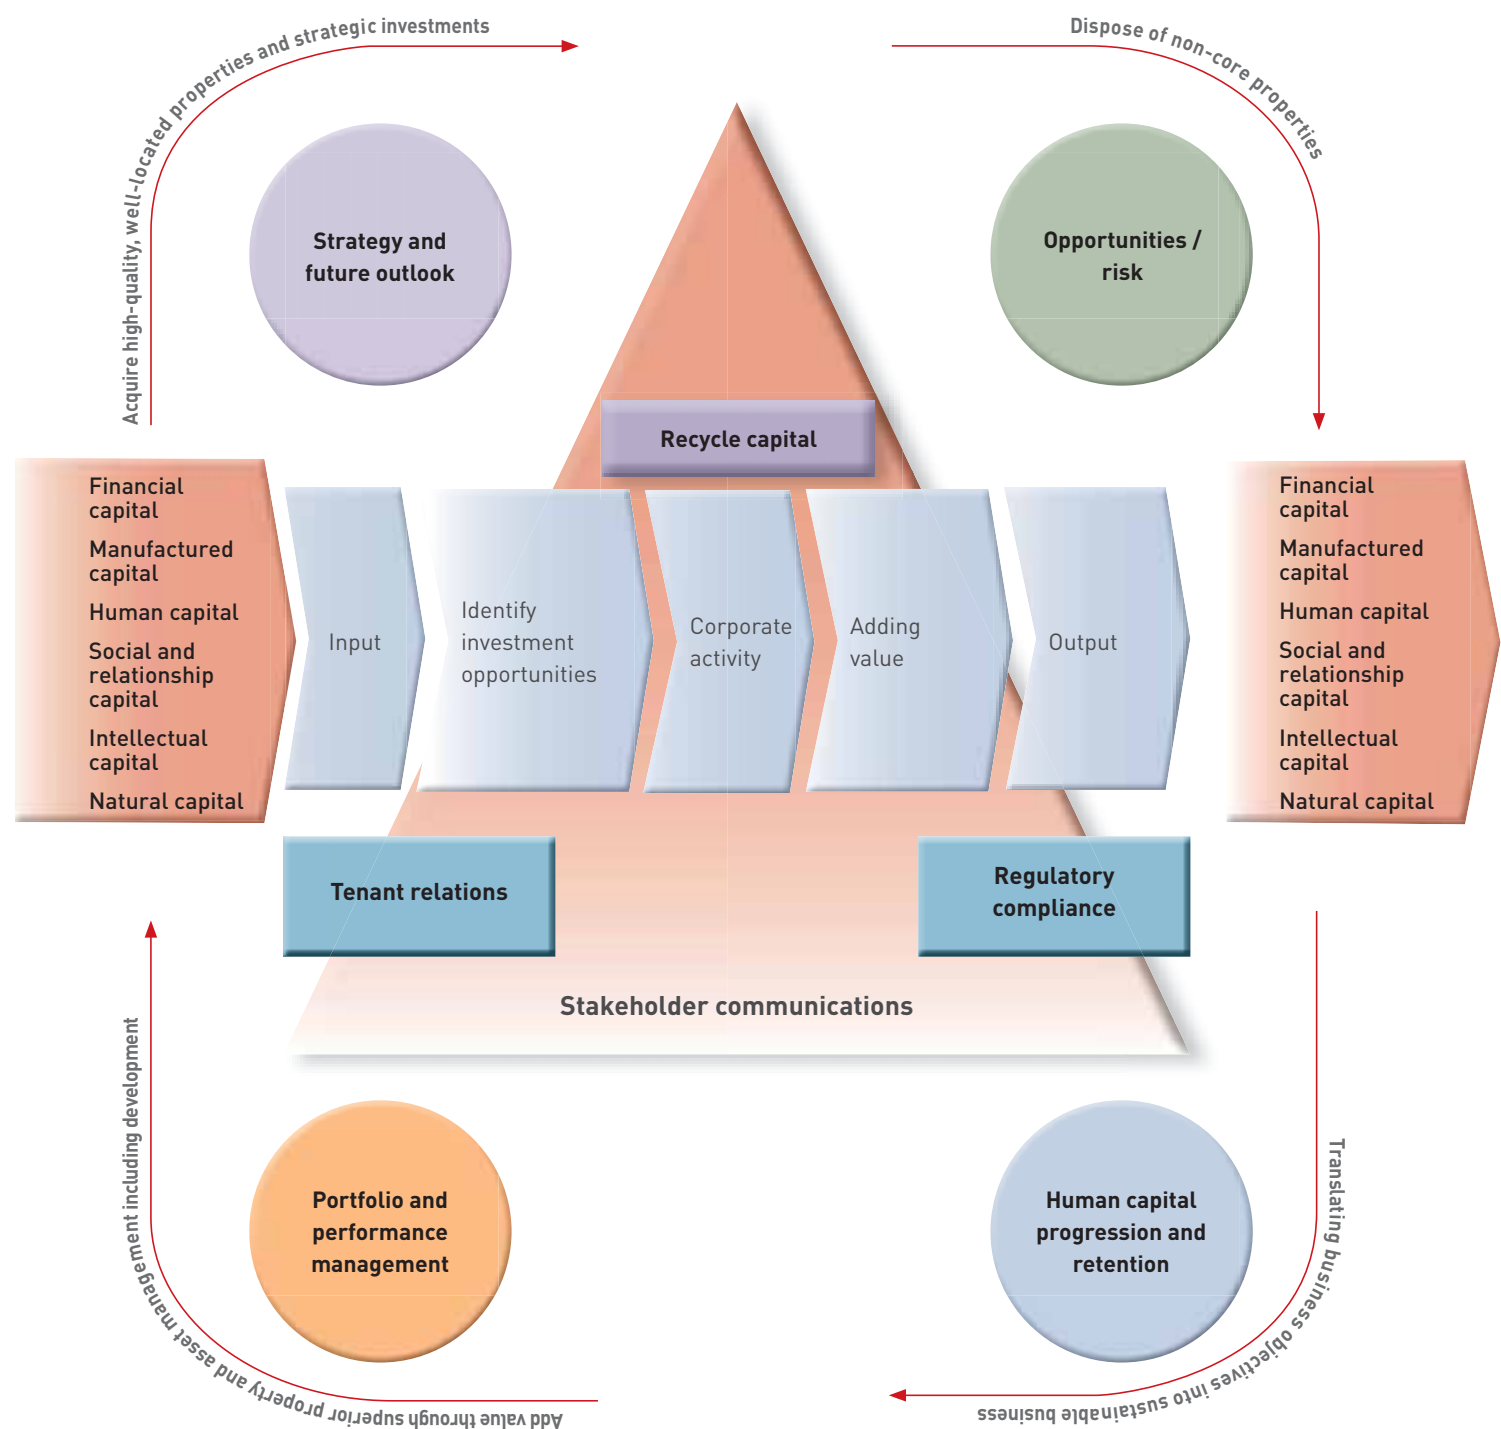 Acquire high-quality, well-located properties and strategic investments
Dispose of non-core properties
Strategy and
future outlook
Opportunities /
risk
Recycle capital
Financial
capital
Manufactured
capital
Human capital
Social and
relationship
capital
Intellectual
capital
Natural capital
Input
Identify
investment
opportunities
Corporate
activity
Adding
value
Output
Financial
capital
Manufactured
capital
Human capital
Social and
relationship
capital
Intellectual
capital
Natural capital
Tenant relations
Regulatory
compliance
Stakeholder communications
Portfolio and
performance
management
Human capital
progression and
retention
Add value through superior property and asset management including development
Translating business objectives into sustainable business